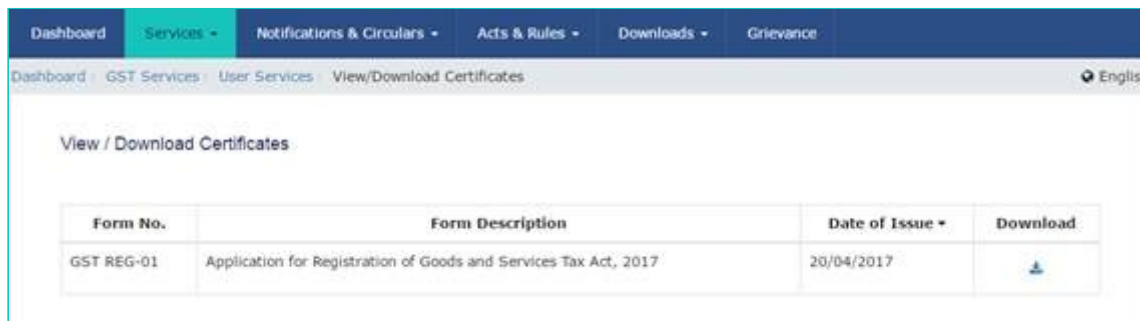 Dashboard Services Notifications & Circulars Acts & Rules Downloads Grievance
Dashboard GST Services User Services View/Download Certificates Englis
View / Download Certificates
Form No. Form Description Date of Issue Download
GST REG-01 Application for Registration of Goods and Services Tax Act, 2017 20/04/2017